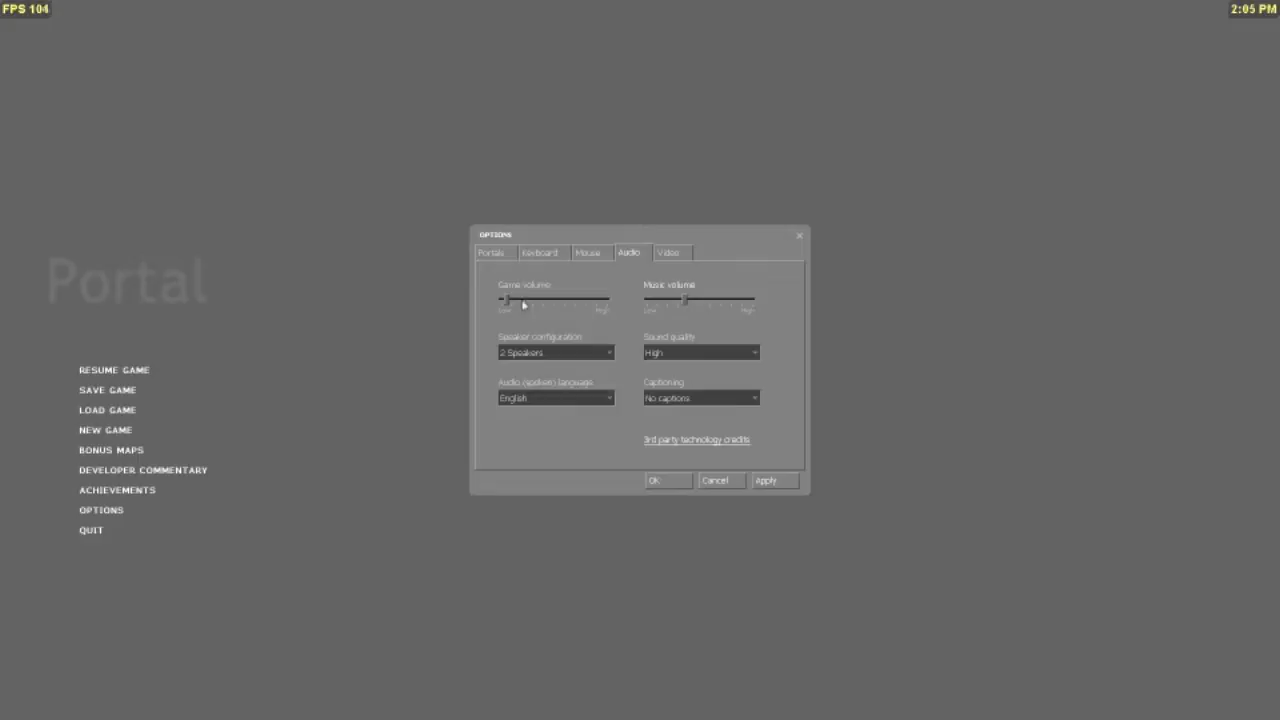 FPS 104
2:05 PM
Portal
RESUME GAME
SAVE GAME
LOAD GAME
NEW GAME
BONUS MAPS
DEVELOPER COMMENTARY
ACHIEVEMENTS
OPTIONS
QUIT
OPTIONS
Portals Keyboard Mouse Audio Video
Game volume
Low High
Music volume
Low High
Speaker configuration
2 Speakers
Sound quality
High
Audio (spoken) language
English
Captioning
No captions
3rd party technology credits
OK Cancel Apply